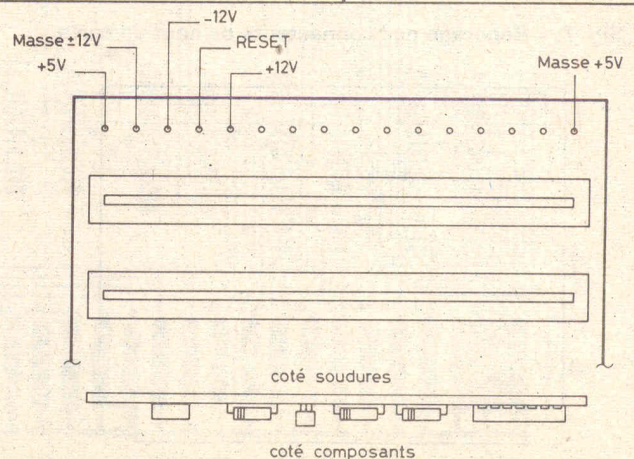 -12V
Masse ±12V
RESET
+5V
+12V
Masse +5V
coté soudures
coté composants